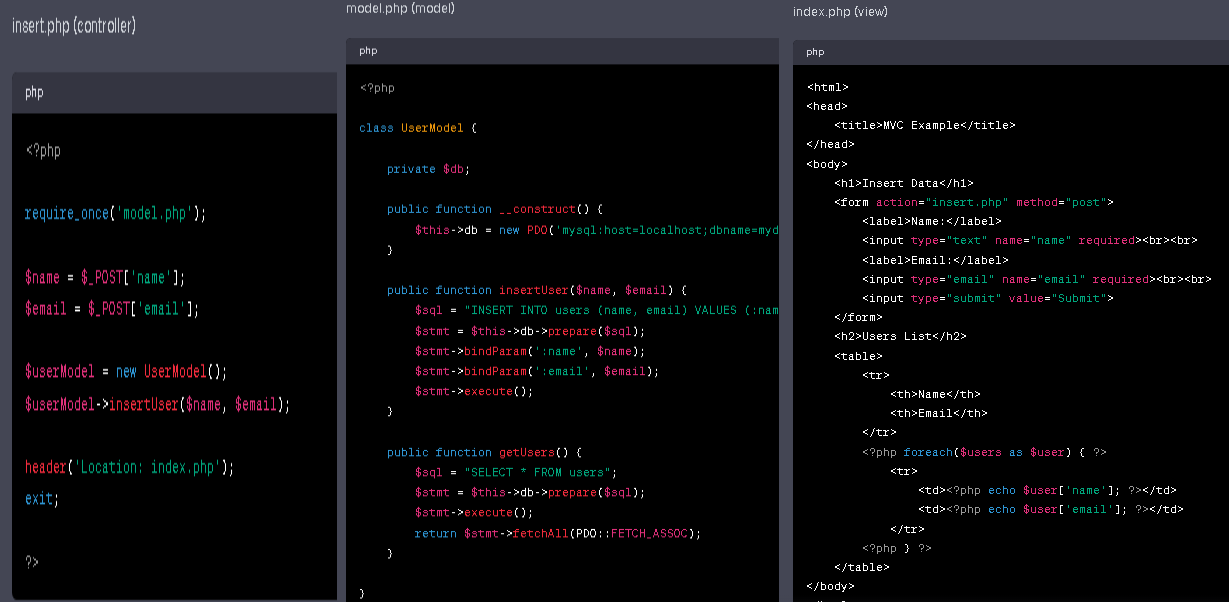 insert.php (controller)
php
<?php
require_once('model.php');
$name = $_POST['name'];
$email = $_POST['email'];
$userModel = new UserModel();
$userModel->insertUser($name, $email);
header('Location: index.php');
exit;
?>
model.php (model)
php
<?php
class UserModel {
private $db;
public function __construct() {
$this->db = new PDO('mysql:host=localhost;dbname=myd
}
public function insertUser($name, $email) {
$sql = "INSERT INTO users (name, email) VALUES (:nam
$stmt = $this->db->prepare($sql);
$stmt->bindParam(':name', $name);
$stmt->bindParam(':email', $email);
$stmt->execute();
}
public function getUsers() {
$sql = "SELECT * FROM users";
$stmt = $this->db->prepare($sql);
$stmt->execute();
return $stmt->fetchAll(PDO::FETCH_ASSOC);
}
}
index.php (view)
php
<html>
<head>
<title>MVC Example</title>
</head>
<body>
<h1>Insert Data</h1>
<form action="insert.php" method="post">
<label>Name:</label>
<input type="text" name="name" required><br><br>
<label>Email:</label>
<input type="email" name="email" required><br><br>
<input type="submit" value="Submit">
</form>
<h2>Users List</h2>
<table>
<tr>
<th>Name</th>
<th>Email</th>
</tr>
<?php foreach($users as $user) { ?>
<tr>
<td><?php echo $user['name']; ?></td>
<td><?php echo $user['email']; ?></td>
</tr>
<?php } ?>
</table>
</body>